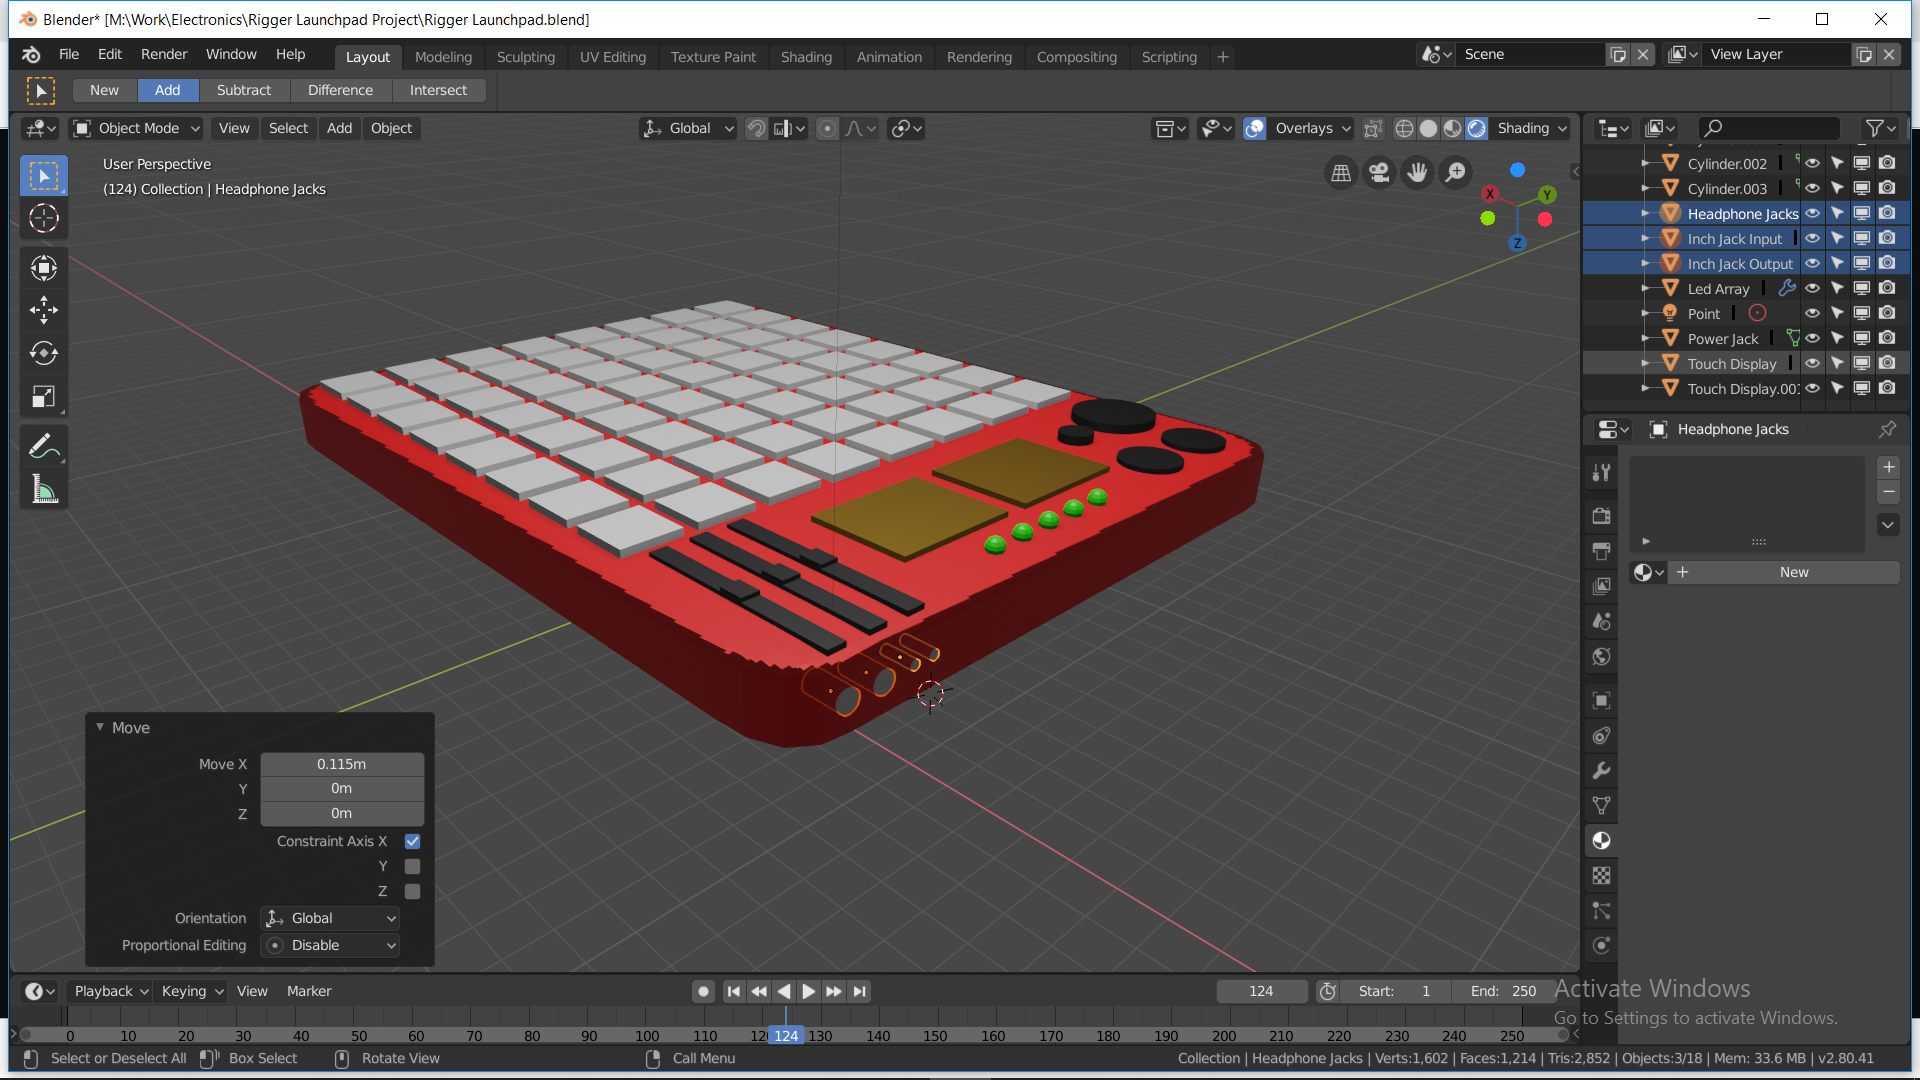 Blender* [M:\Work\Electronics\Rigger Launchpad Project\Rigger Launchpad.blend]
File Edit Render Window Help Layout Modeling Sculpting UV Editing Texture Paint Shading Animation Rendering Compositing Scripting + Scene View Layer
New Add Subtract Difference Intersect
Object Mode View Select Add Object Global Overlays Shading
User Perspective
(124) Collection | Headphone Jacks
X Y Z
Cylinder.002
Cylinder.003
Headphone Jacks
Inch Jack Input
Inch Jack Output
Led Array
Point
Power Jack
Touch Display
Touch Display.001
Headphone Jacks
+ New
Move
Move X 0.115m
Y 0m
Z 0m
Constraint Axis X
Y
Z
Orientation Global
Proportional Editing Disable
Playback Keying View Marker 124 Start: 1 End: 250
0 10 20 30 40 50 60 70 80 90 100 110 124 130 140 150 160 170 180 190 200 210 220 230 240 250
Activate Windows
Go to Settings to activate Windows.
Select or Deselect All Box Select Rotate View Call Menu Collection | Headphone Jacks | Verts:1,602 | Faces:1,214 | Tris:2,852 | Objects:3/18 | Mem: 33.6 MB | v2.80.41